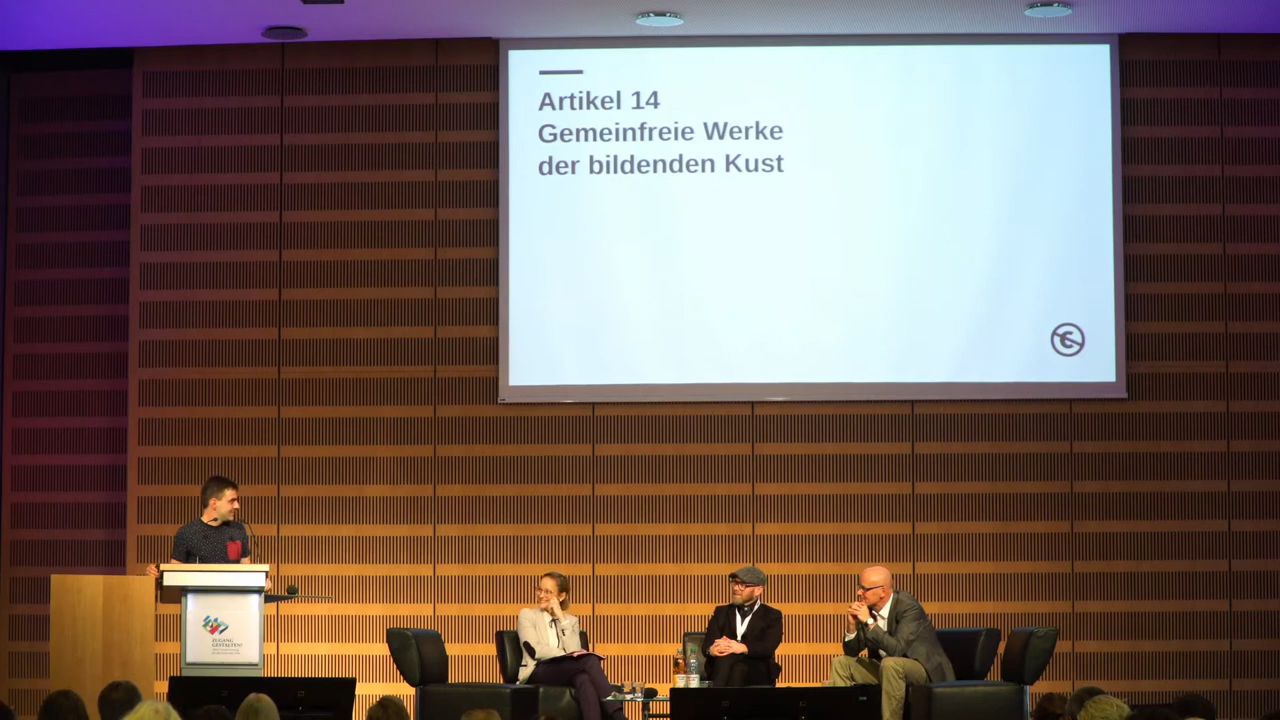 Artikel 14
Gemeinfreie Werke
der bildenden Kust
ZUGANG
GESTALTEN!